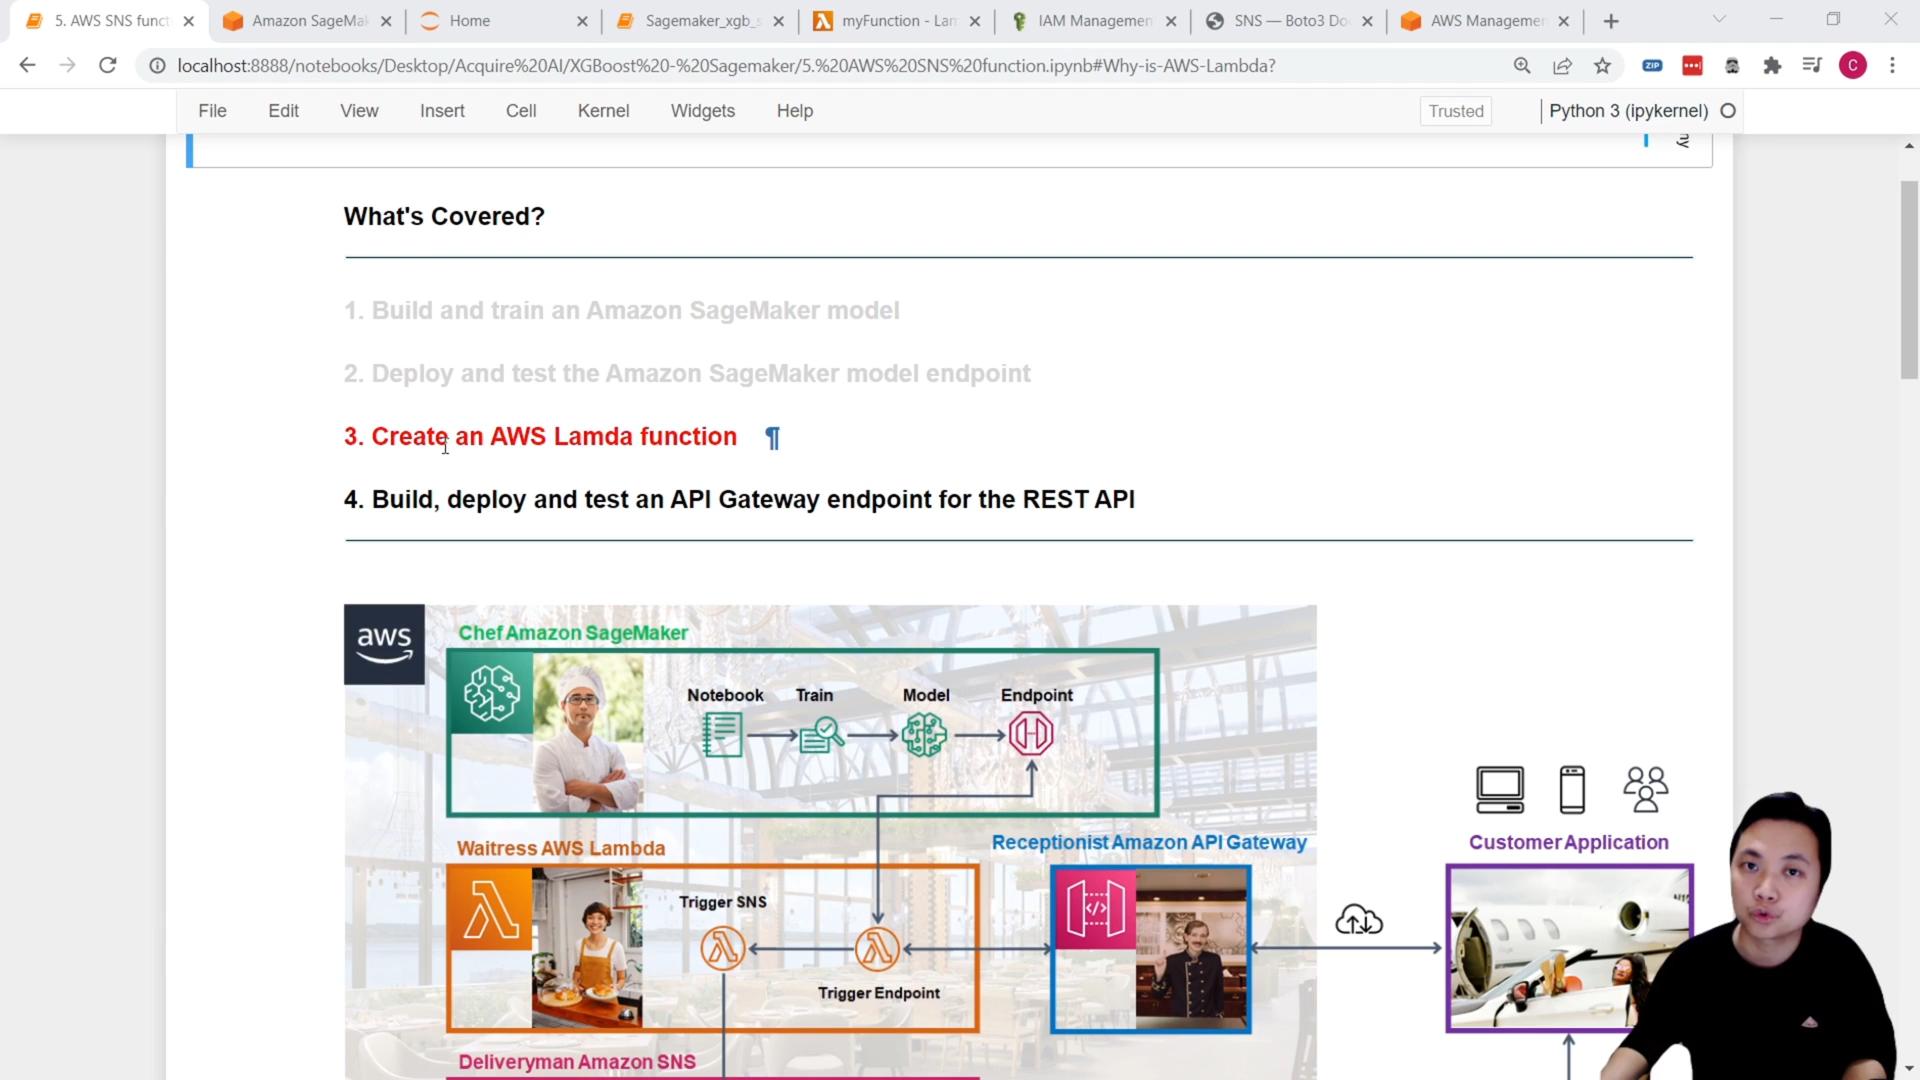 5. AWS SNS funct
Amazon SageMak
Home
Sagemaker_xgb_s
myFunction - Lam
IAM Managemen
SNS — Boto3 Do
AWS Managemen
localhost:8888/notebooks/Desktop/Acquire%20AI/XGBoost%20-%20Sagemaker/5.%20AWS%20SNS%20function.ipynb#Why-is-AWS-Lambda?
ZIP
C
File Edit View Insert Cell Kernel Widgets Help
Trusted
Python 3 (ipykernel)
What's Covered?
1. Build and train an Amazon SageMaker model
2. Deploy and test the Amazon SageMaker model endpoint
3. Create an AWS Lamda function ¶
4. Build, deploy and test an API Gateway endpoint for the REST API
aws
Chef Amazon SageMaker
Notebook Train Model Endpoint
Waitress AWS Lambda
Receptionist Amazon API Gateway
Customer Application
Trigger SNS
Trigger Endpoint
Deliveryman Amazon SNS